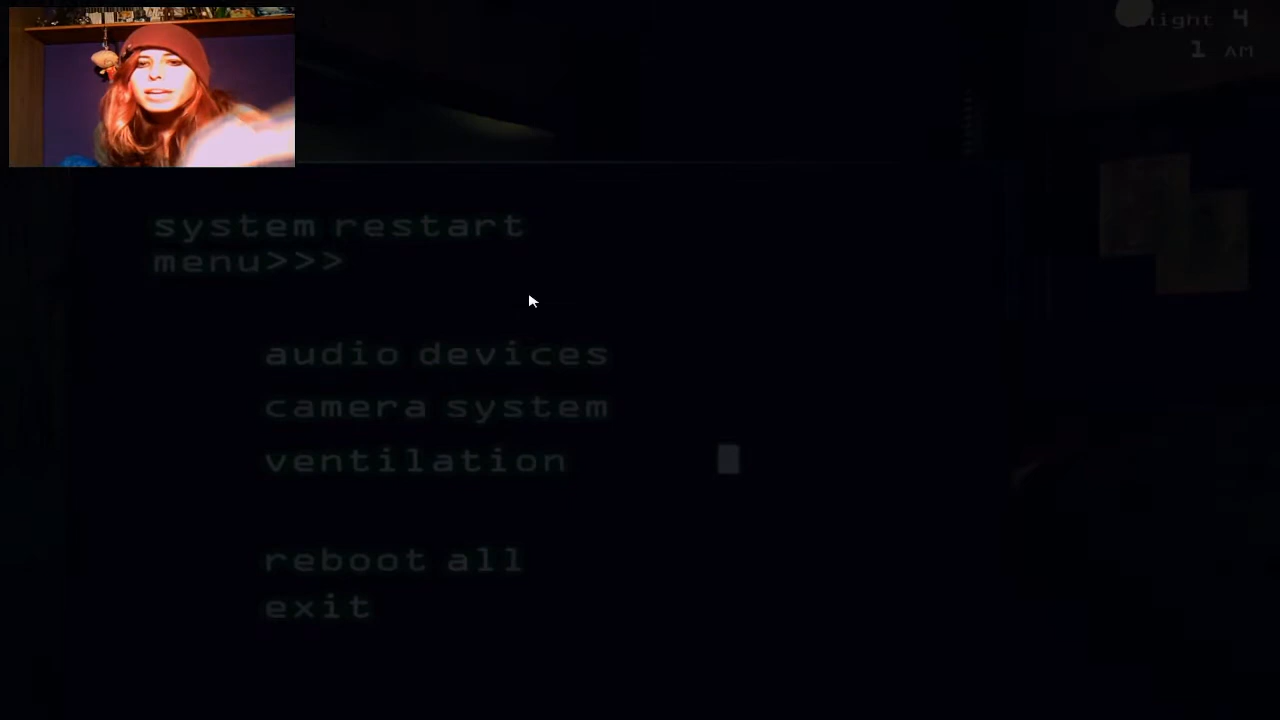 night 4
1 AM
system restart
menu>>>
audio devices
camera system
ventilation
reboot all
exit